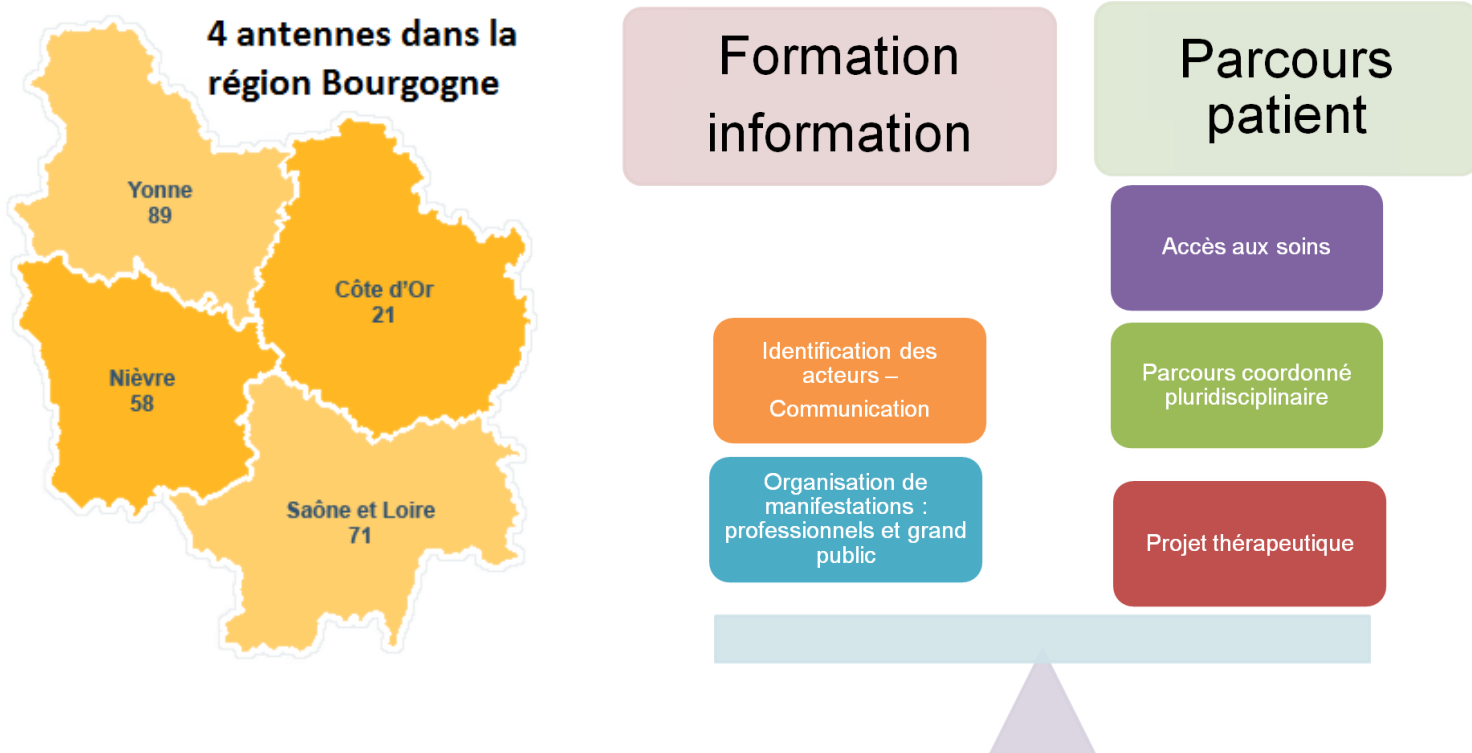 4 antennes dans la
région Bourgogne
Yonne
89
Côte d'Or
21
Nièvre
58
Saône et Loire
71
Formation
information
Parcours
patient
Accès aux soins
Identification des
acteurs –
Communication
Parcours coordonné
pluridisciplinaire
Organisation de
manifestations :
professionnels et grand
public
Projet thérapeutique